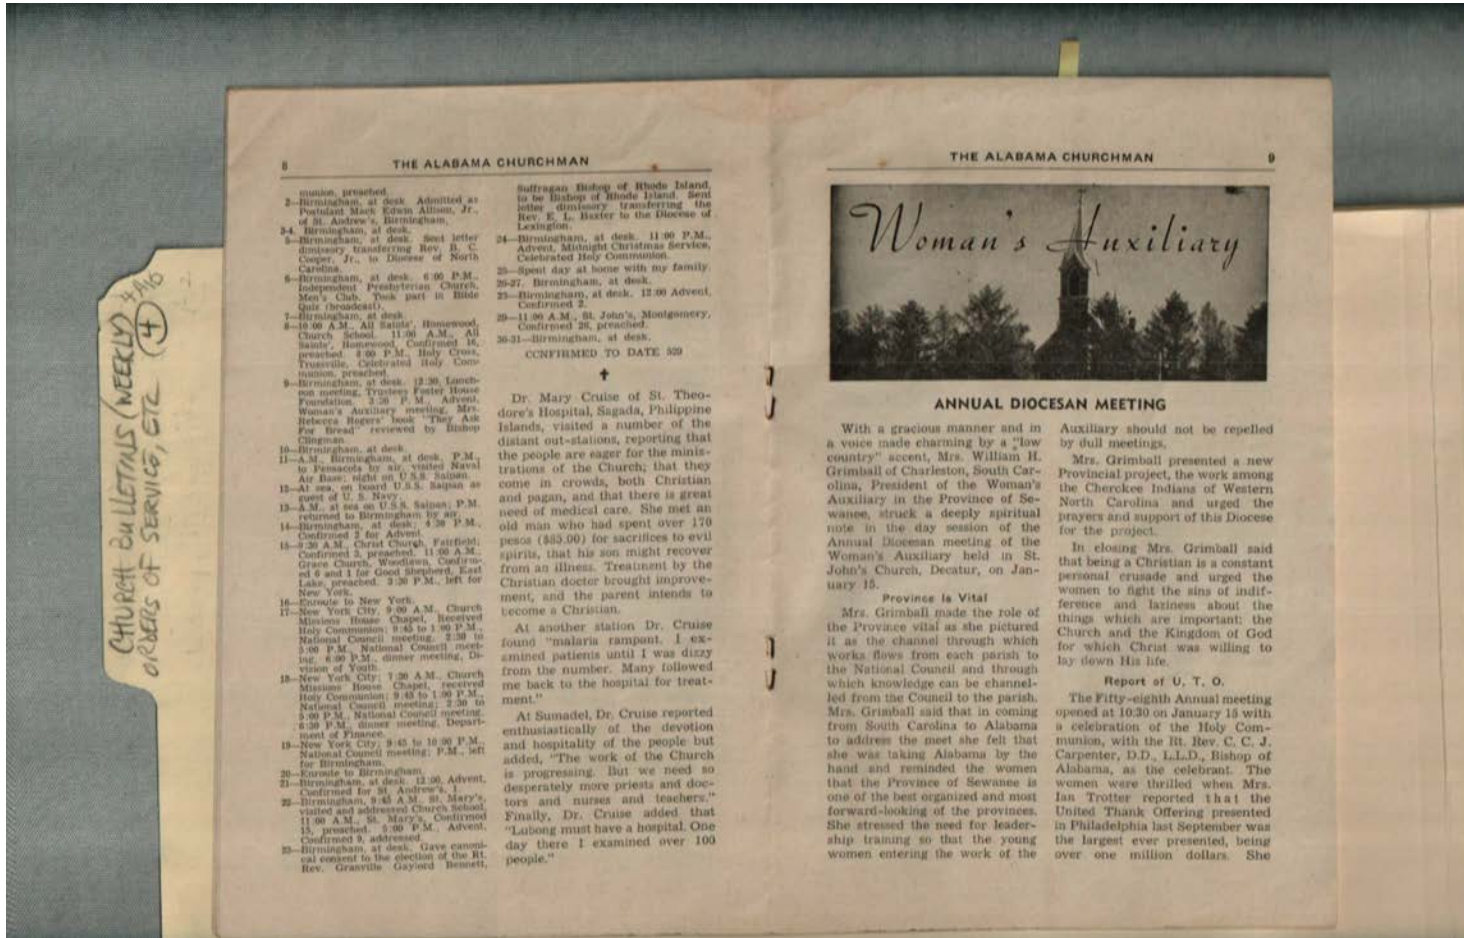 CHURCH BULLETINS (WEEKLY)
ORDERS OF SERVICE, ETC (4)
THE ALABAMA CHURCHMAN
munion, preached.
2—Birmingham, at desk. Admitted as
Postulant Mack Edwin Allison, Jr.,
of St. Andrew's, Birmingham.
3-4. Birmingham, at desk.
5—Birmingham, at desk. Sent letter
dimissory transferring Rev. B. C.
Cooper, Jr., to Diocese of North
Carolina.
6—Birmingham, at desk. 6:00 P.M.,
Independent Presbyterian Church,
Men's Club. Took part in Bible
Quiz (broadcast).
7—Birmingham, at desk.
8—10:00 A.M., All Saints', Homewood,
Church School. 11:00 A.M., All
Saints', Homewood, Confirmed 16,
preached. 8:00 P.M., Holy Cross,
Trussville, Celebrated Holy Com-
munion, preached.
9—Birmingham, at desk. 12:30, Lunch-
eon meeting, Trustees Foster House
Foundation. 2:30 P.M., Advent,
Woman's Auxiliary meeting, Mrs.
Rebecca Rogers' book "They Ask
For Bread" reviewed by Bishop
Clingman.
10—Birmingham, at desk.
11—A.M., Birmingham, at desk. P.M.,
to Pensacola by air, visited Naval
Air Base; night on U.S.S. Saipan.
12—At sea, on board U.S.S. Saipan as
guest of U. S. Navy.
13—A.M., at sea on U.S.S. Saipan; P.M.
returned to Birmingham by air.
14—Birmingham, at desk; 4:30 P.M.,
Confirmed 2 for Advent.
15—9:30 A.M., Christ Church, Fairfield;
Confirmed 3, preached. 11:00 A.M.,
Grace Church, Woodlawn, Confirm-
ed 6 and 1 for Good Shepherd, East
Lake, preached. 3:30 P.M., left for
New York.
16—Enroute to New York.
17—New York City, 9:00 A.M., Church
Missions House Chapel, Received
Holy Communion; 9:45 to 1:00 P.M.,
National Council meeting. 2:30 to
5:00 P.M., National Council meet-
ing. 6:00 P.M., dinner meeting, Di-
vision of Youth.
18—New York City; 7:30 A.M., Church
Missions House Chapel, received
Holy Communion; 9:45 to 1:00 P.M.,
National Council meeting; 2:30 to
5:00 P.M., National Council meeting.
6:30 P.M., dinner meeting, Depart-
ment of Finance.
19—New York City; 9:45 to 10:00 P.M.,
National Council meeting; P.M., left
for Birmingham.
20—Enroute to Birmingham.
21—Birmingham, at desk. 12:00, Advent,
Confirmed for St. Andrew's, 1.
22—Birmingham, 9:45 A.M., St. Mary's,
visited and addressed Church School,
11:00 A.M., St. Mary's, Confirmed
15, preached. 5:00 P.M., Advent,
Confirmed 9, addressed.
23—Birmingham, at desk. Gave canoni-
cal consent to the election of the Rt.
Rev. Granville Gaylord Bennett,
Suffragan Bishop of Rhode Island,
to be Bishop of Rhode Island. Sent
letter dimissory transferring the
Rev. E. L. Baxter to the Diocese of
Lexington.
24—Birmingham, at desk. 11:00 P.M.,
Advent, Midnight Christmas Service,
Celebrated Holy Communion.
25—Spent day at home with my family.
26-27. Birmingham, at desk.
Birmingham, at desk. 12:00 Advent,
Confirmed 2.
29—11:00 A.M., St. John's, Montgomery,
Confirmed 26, preached.
30-31—Birmingham, at desk.
CONFIRMED TO DATE 529
Dr. Mary Cruise of St. Theo-
dore's Hospital, Sagada, Philippine
Islands, visited a number of the
distant out-stations, reporting that
the people are eager for the minis-
trations of the Church; that they
come in crowds, both Christian
and pagan, and that there is great
need of medical care. She met an
old man who had spent over 170
pesos ($85.00) for sacrifices to evil
spirits, that his son might recover
from an illness. Treatment by the
Christian doctor brought improve-
ment, and the parent intends to
become a Christian.
At another station Dr. Cruise
found "malaria rampant. I ex-
amined patients until I was dizzy
from the number. Many followed
me back to the hospital for treat-
ment."
At Sumadel, Dr. Cruise reported
enthusiastically of the devotion
and hospitality of the people but
added, "The work of the Church
is progressing. But we need so
desperately more priests and doc-
tors and nurses and teachers."
Finally, Dr. Cruise added that
"Lubong must have a hospital. One
day there I examined over 100
people."
THE ALABAMA CHURCHMAN 9
Woman's Auxiliary
ANNUAL DIOCESAN MEETING
With a gracious manner and in
a voice made charming by a "low
country" accent, Mrs. William H.
Grimball of Charleston, South Car-
olina, President of the Woman's
Auxiliary in the Province of Se-
wanee, struck a deeply spiritual
note in the day session of the
Annual Diocesan meeting of the
Woman's Auxiliary held in St.
John's Church, Decatur, on Jan-
uary 15.
Province is Vital
Mrs. Grimball made the role of
the Province vital as she pictured
it as the channel through which
works flows from each parish to
the National Council and through
which knowledge can be channel-
led from the Council to the parish.
Mrs. Grimball said that in coming
from South Carolina to Alabama
to address the meet she felt that
she was taking Alabama by the
hand and reminded the women
that the Province of Sewanee is
one of the best organized and most
forward-looking of the provinces.
She stressed the need for leader-
ship training so that the young
women entering the work of the
Auxiliary should not be repelled
by dull meetings.
Mrs. Grimball presented a new
Provincial project, the work among
the Cherokee Indians of Western
North Carolina and urged the
prayers and support of this Diocese
for the project.
In closing Mrs. Grimball said
that being a Christian is a constant
personal crusade and urged the
women to fight the sins of indif-
ference and laziness about the
things which are important: the
Church and the Kingdom of God
for which Christ was willing to
lay down His life.
Report of U. T. O.
The Fifty-eighth Annual meeting
opened at 10:30 on January 15 with
a celebration of the Holy Com-
munion, with the Rt. Rev. C. C. J.
Carpenter, D.D., L.L.D., Bishop of
Alabama, as the celebrant. The
women were thrilled when Mrs.
Ian Trotter reported that the
United Thank Offering presented
in Philadelphia last September was
the largest ever presented, being
over one million dollars. She